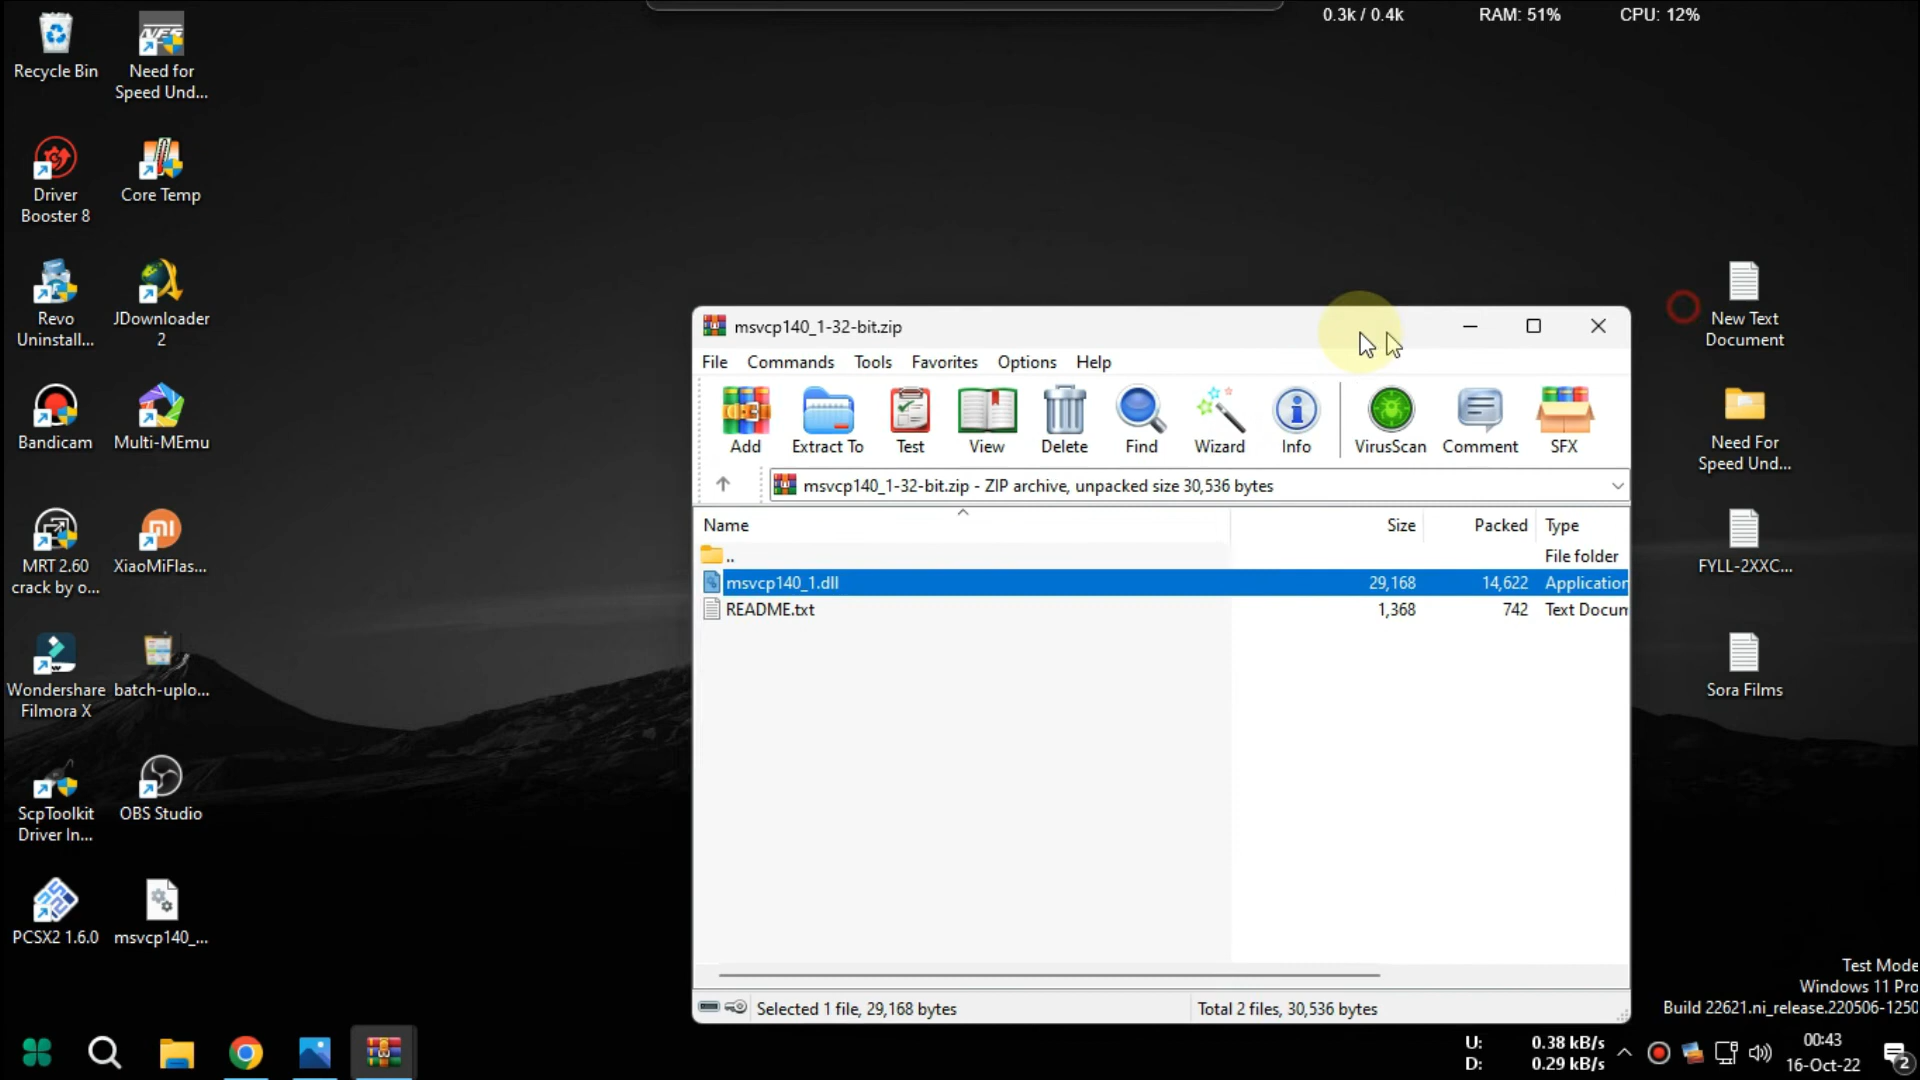 0.3k / 0.4k
RAM: 51%
CPU: 12%
Recycle Bin
Need for
Speed Und...
Driver
Booster 8
Core Temp
Revo
Uninstall...
JDownloader
2
Bandicam
Multi-MEmu
MRT 2.60
crack by o...
XiaoMiFlas...
Wondershare
Filmora X
batch-uplo...
ScpToolkit
Driver In...
OBS Studio
PCSX2 1.6.0
msvcp140_...
msvcp140_1-32-bit.zip
File Commands Tools Favorites Options Help
Add Extract To Test View Delete Find Wizard Info VirusScan Comment SFX
msvcp140_1-32-bit.zip - ZIP archive, unpacked size 30,536 bytes
Name Size Packed Type
.. File folder
msvcp140_1.dll 29,168 14,622 Application
README.txt 1,368 742 Text Docum
Selected 1 file, 29,168 bytes
Total 2 files, 30,536 bytes
New Text
Document
Need For
Speed Und...
FYLL-2XXC...
Sora Films
Test Mode
Windows 11 Pro
Build 22621.ni_release.220506-1250
U: 0.38 kB/s
D: 0.29 kB/s
00:43
16-Oct-22
2